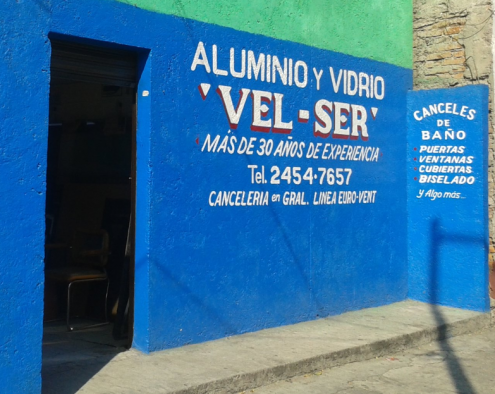 ALUMINIO Y VIDRIO
"VEL-SER"
MÁS DE 30 AÑOS DE EXPERIENCIA
Tel. 2454·7657
CANCELERIA en GRAL. LINEA EURO-VENT
CANCELES
DE
BAÑO
• PUERTAS
• VENTANAS
• CUBIERTAS
• BISELADO
y Algo más...